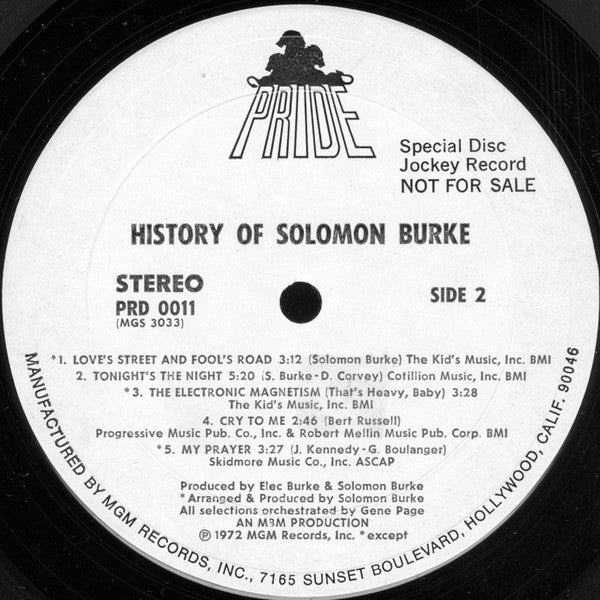 PRIDE
Special Disc
Jockey Record
NOT FOR SALE
HISTORY OF SOLOMON BURKE
STEREO
PRD 0011
(MGS 3033)
SIDE 2
*1. LOVE'S STREET AND FOOL'S ROAD 3:12 (Solomon Burke) The Kid's Music, Inc. BMI
2. TONIGHT'S THE NIGHT 5:20 (S. Burke-D. Corvey) Cotillion Music, Inc. BMI
*3. THE ELECTRONIC MAGNETISM (That's Heavy, Baby) 3:28
The Kid's Music, Inc. BMI
4. CRY TO ME 2:46 (Bert Russell)
Progressive Music Pub. Co., Inc. & Robert Mellin Music Pub. Corp. BMI
*5. MY PRAYER 3:27 (J. Kennedy-G. Boulanger)
Skidmore Music Co., Inc. ASCAP
Produced by Elec Burke & Solomon Burke
*Arranged & Produced by Solomon Burke
All selections orchestrated by Gene Page
AN MBM PRODUCTION
℗ 1972 MGM Records, Inc. *except
MANUFACTURED BY MGM RECORDS, INC., 7165 SUNSET BOULEVARD, HOLLYWOOD, CALIF. 90046